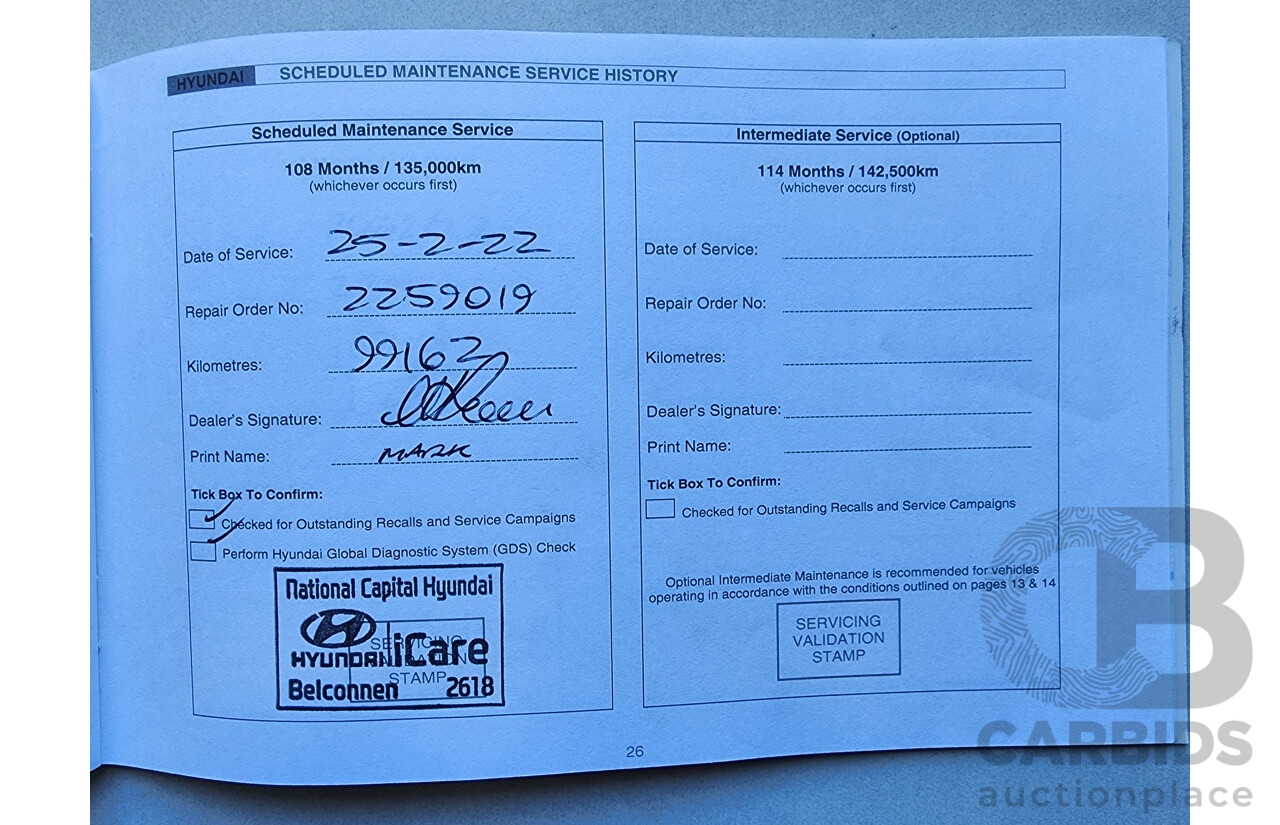 HYUNDAI SCHEDULED MAINTENANCE SERVICE HISTORY
Scheduled Maintenance Service
108 Months / 135,000km
(whichever occurs first)
Date of Service: 25-2-22
Repair Order No: 2259019
Kilometres: 99162
Dealer's Signature:
Print Name: MARK
Tick Box To Confirm:
Checked for Outstanding Recalls and Service Campaigns
Perform Hyundai Global Diagnostic System (GDS) Check
National Capital Hyundai
HYUNDAI iCare
Belconnen 2618
SERVICING
STAMP
Intermediate Service (Optional)
114 Months / 142,500km
(whichever occurs first)
Date of Service:
Repair Order No:
Kilometres:
Dealer's Signature:
Print Name:
Tick Box To Confirm:
Checked for Outstanding Recalls and Service Campaigns
Optional Intermediate Maintenance is recommended for vehicles
operating in accordance with the conditions outlined on pages 13 & 14
SERVICING
VALIDATION
STAMP
26
CB
CARBIDS
auctionplace